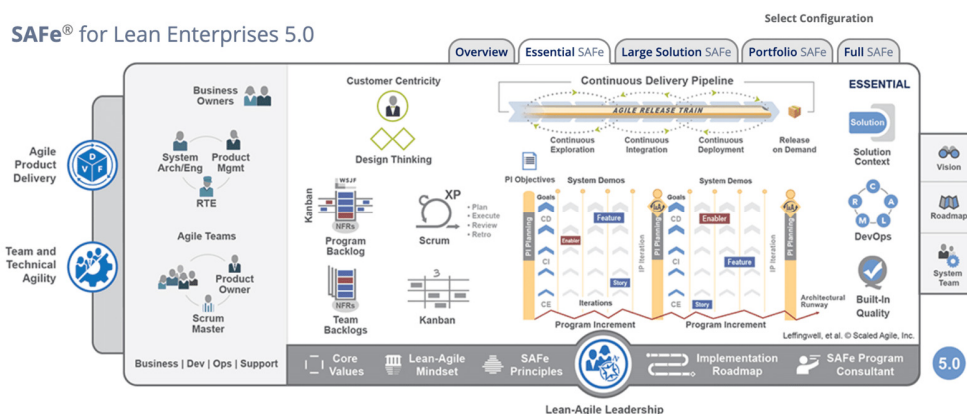 Select Configuration
SAFe® for Lean Enterprises 5.0
Overview
Essential SAFe
Large Solution SAFe
Portfolio SAFe
Full SAFe
Agile
Product
Delivery
D
V
F
Team and
Technical
Agility
Business
Owners
System
Arch/Eng
Product
Mgmt
RTE
Agile Teams
Product
Owner
Scrum
Master
Business | Dev | Ops | Support
Customer Centricity
Design Thinking
Kanban
WSJF
NFRs
Program
Backlog
XP
• Plan
• Execute
• Review
• Retro
Scrum
NFRs
Team
Backlogs
Kanban
Continuous Delivery Pipeline
AGILE RELEASE TRAIN
Continuous
Exploration
Continuous
Integration
Continuous
Deployment
Release
on Demand
PI Objectives
System Demos
System Demos
Goals
CD
CI
CE
PI Planning
Enabler
Feature
Story
Iterations
IP Iteration
I&A
PI Planning
Goals
CD
CI
CE
Enabler
Feature
Story
IP Iteration
I&A
PI Planning
Program Increment
Program Increment
Architectural
Runway
ESSENTIAL
Solution
Solution
Context
C
A
L
M
R
DevOps
Built-In
Quality
Leffingwell, et al. © Scaled Agile, Inc.
Vision
Roadmap
System
Team
Core
Values
Lean-Agile
Mindset
SAFe
Principles
Implementation
Roadmap
SAFe Program
Consultant
5.0
Lean-Agile Leadership